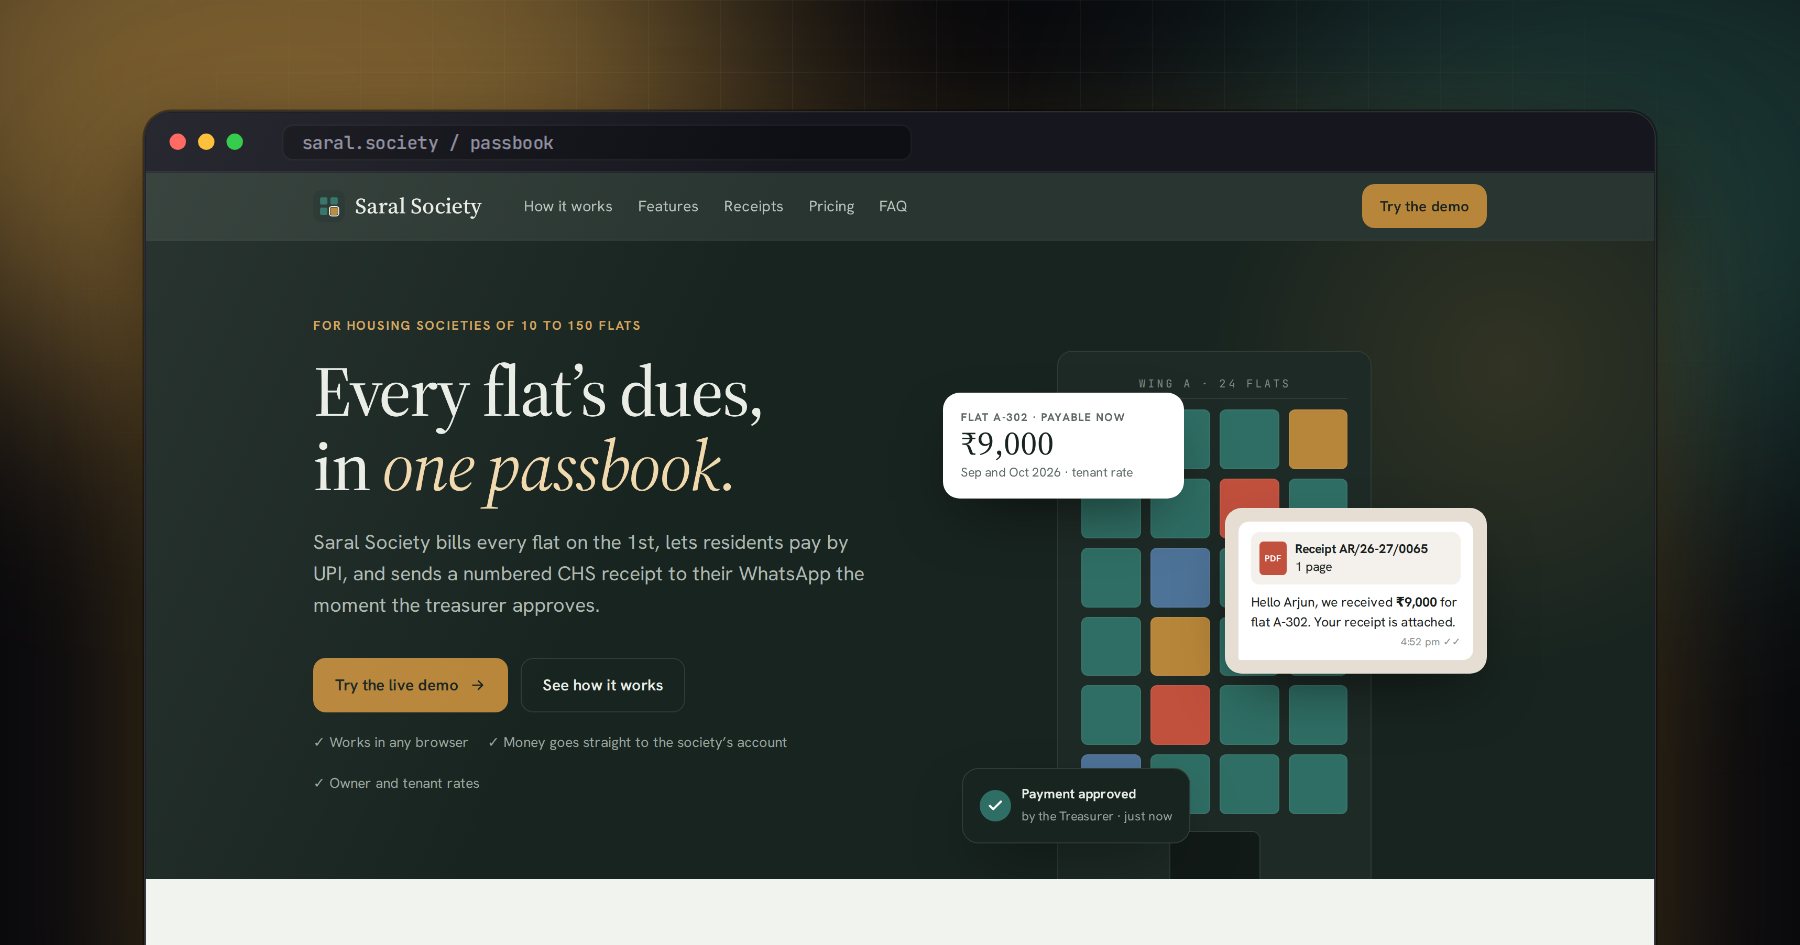 saral.society / passbook
Saral Society
How it works
Features
Receipts
Pricing
FAQ
Try the demo
FOR HOUSING SOCIETIES OF 10 TO 150 FLATS
Every flat’s dues,
in one passbook.
Saral Society bills every flat on the 1st, lets residents pay by
UPI, and sends a numbered CHS receipt to their WhatsApp the
moment the treasurer approves.
Try the live demo →
See how it works
✓ Works in any browser
✓ Money goes straight to the society’s account
✓ Owner and tenant rates
WING A · 24 FLATS
FLAT A-302 · PAYABLE NOW
₹9,000
Sep and Oct 2026 · tenant rate
PDF
Receipt AR/26-27/0065
1 page
Hello Arjun, we received ₹9,000 for
flat A-302. Your receipt is attached.
4:52 pm ✓✓
Payment approved
by the Treasurer · just now